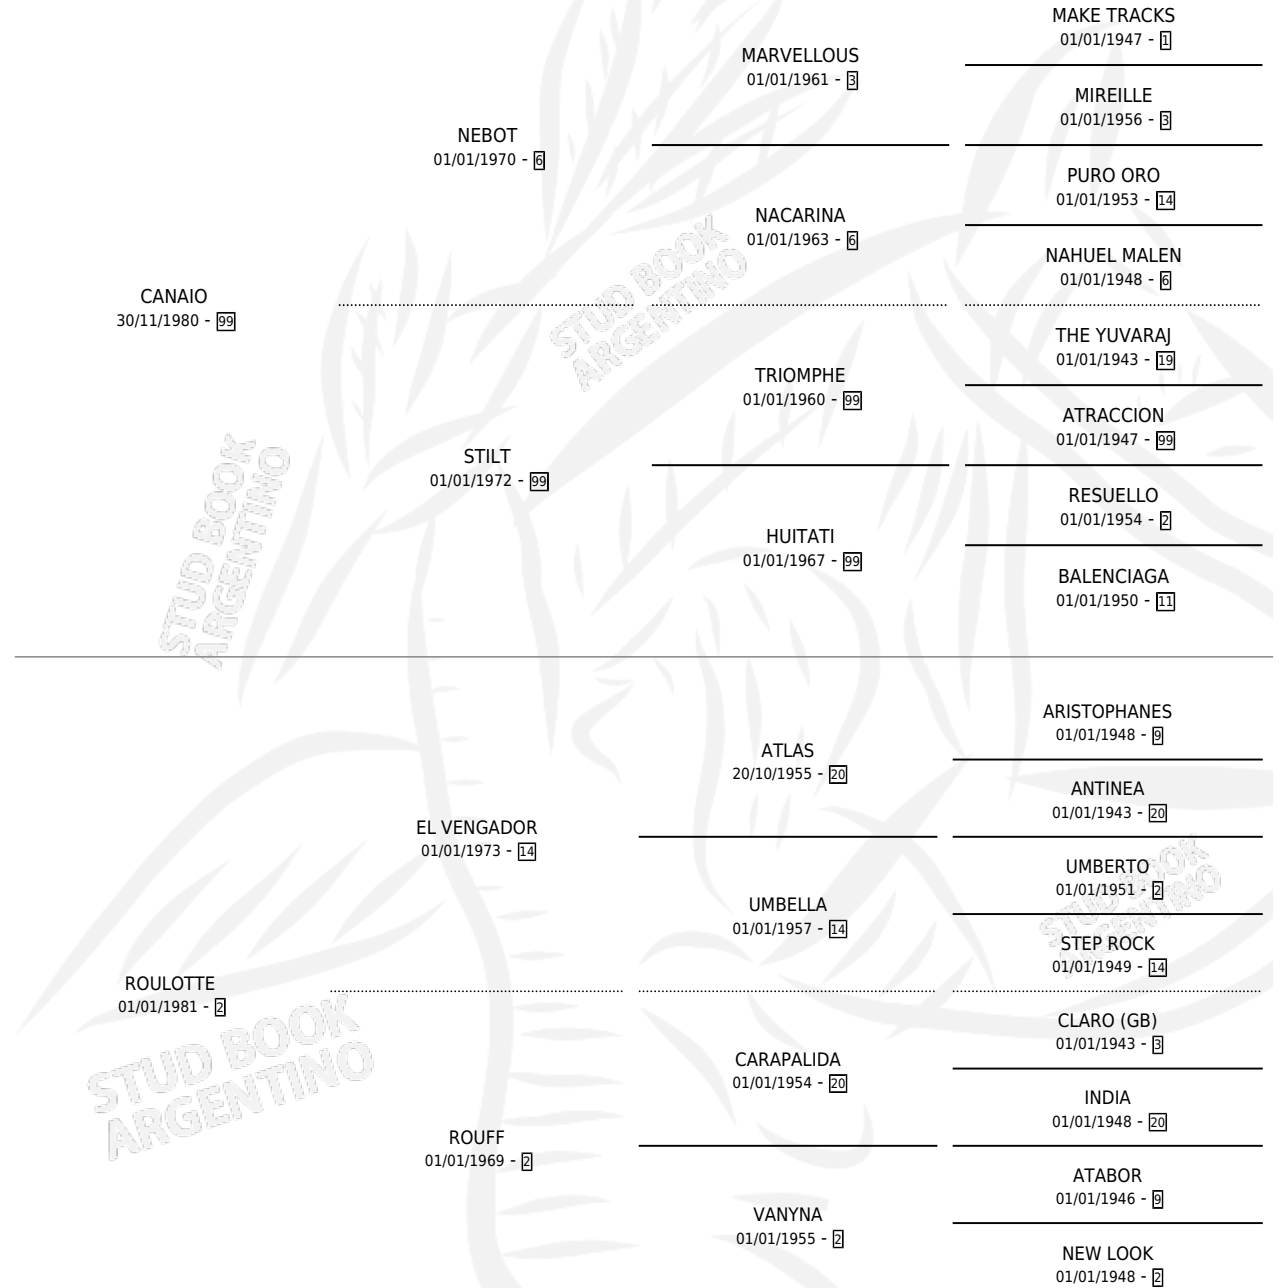 MAKE TRACKS
01/01/1947 - 1
MARVELLOUS
01/01/1961 - 3
MIREILLE
01/01/1956 - 3
NEBOT
01/01/1970 - 6
PURO ORO
01/01/1953 - 14
NACARINA
01/01/1963 - 6
NAHUEL MALEN
01/01/1948 - 6
CANAIO
30/11/1980 - 99
THE YUVARAJ
01/01/1943 - 19
TRIOMPHE
01/01/1960 - 99
ATRACCION
01/01/1947 - 99
STILT
01/01/1972 - 99
RESUELLO
01/01/1954 - 2
HUITATI
01/01/1967 - 99
BALENCIAGA
01/01/1950 - 11
STUD BOOK
ARGENTINO
STUD BOOK
ARGENTINO
ARISTOPHANES
01/01/1948 - 9
ATLAS
20/10/1955 - 20
ANTINEA
01/01/1943 - 20
EL VENGADOR
01/01/1973 - 14
UMBERTO
01/01/1951 - 2
UMBELLA
01/01/1957 - 14
STEP ROCK
01/01/1949 - 14
STUD BOOK
ARGENTINO
ROULOTTE
01/01/1981 - 2
CLARO (GB)
01/01/1943 - 3
CARAPALIDA
01/01/1954 - 20
INDIA
01/01/1948 - 20
ROUFF
01/01/1969 - 2
ATABOR
01/01/1946 - 9
VANYNA
01/01/1955 - 2
NEW LOOK
01/01/1948 - 2
STUD BOOK
ARGENTINO